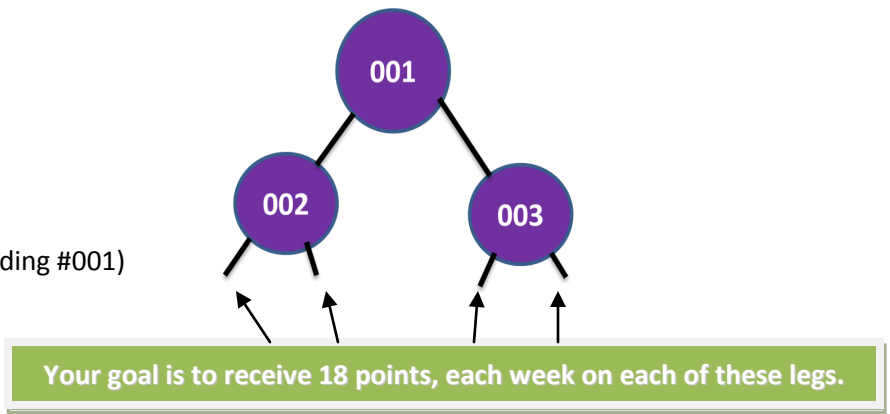 001
002
003
ding #001)
Your goal is to receive 18 points, each week on each of these legs.